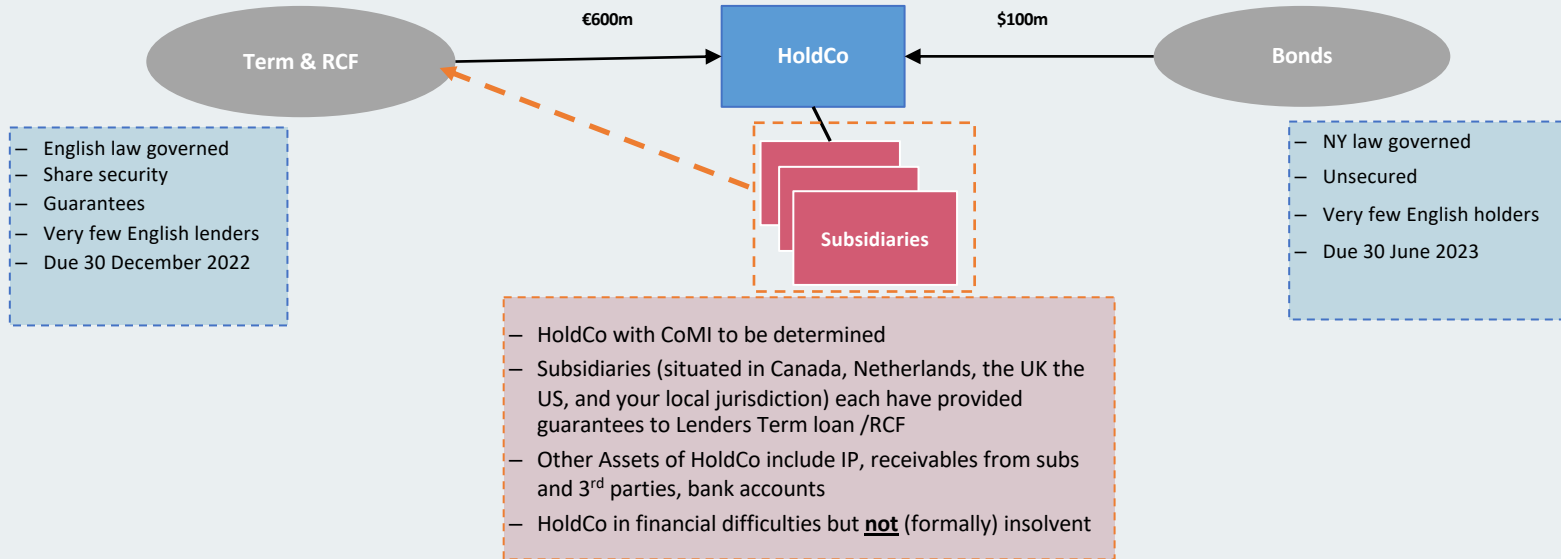 €600m
$100m
Term & RCF
HoldCo
Bonds
– English law governed
– Share security
– Guarantees
– Very few English lenders
– Due 30 December 2022
– NY law governed
– Unsecured
– Very few English holders
– Due 30 June 2023
Subsidiaries
– HoldCo with CoMI to be determined
– Subsidiaries (situated in Canada, Netherlands, the UK the
US, and your local jurisdiction) each have provided
guarantees to Lenders Term loan /RCF
– Other Assets of HoldCo include IP, receivables from subs
and 3rd parties, bank accounts
– HoldCo in financial difficulties but not (formally) insolvent